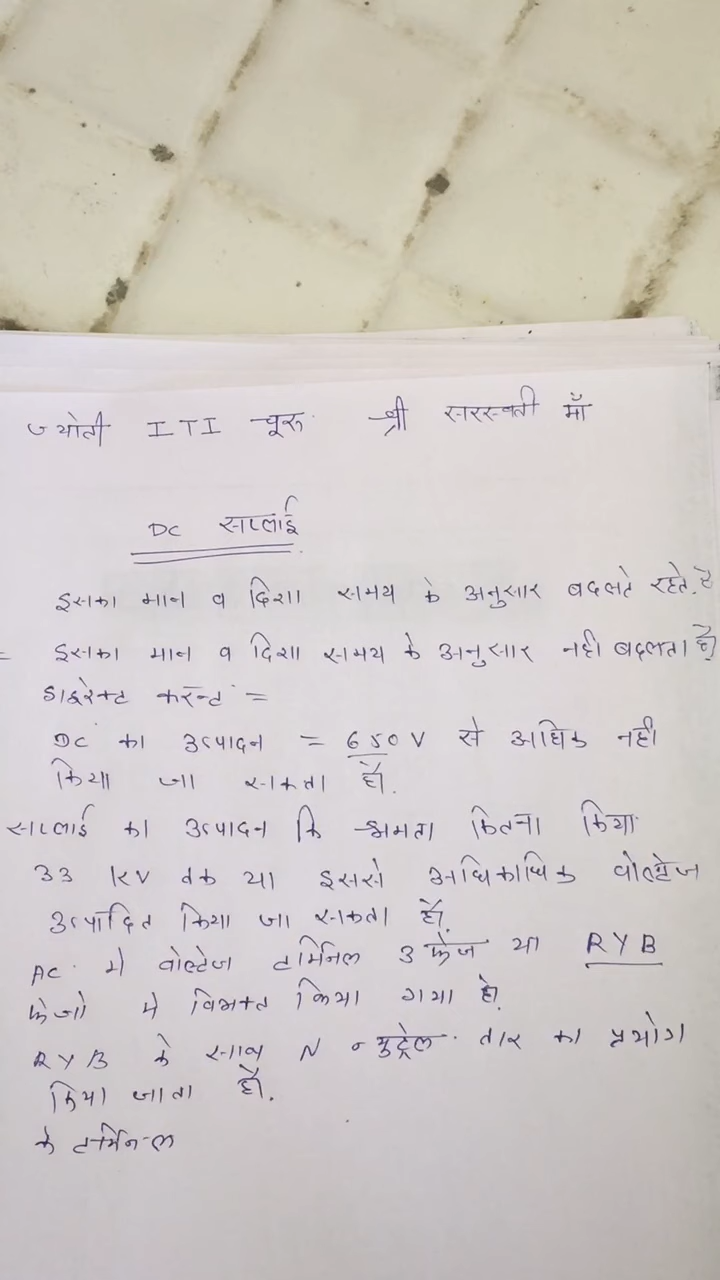 ज्योती ITI चूरू श्री सरस्वती माँ
DC सप्लाई
इसका मान व दिशा समय के अनुसार बदलते रहते है
= इसका मान व दिशा समय के अनुसार नही बदलता है
डाइरेक्ट करंन्ट =
DC का उत्पादन = 650V से अधिक नही
किया जा सकता है.
सप्लाई का उत्पादन कि क्षमता कितना किया
33 KV तक या इससे अधिकाधिक वोल्टेज
उत्पादित किया जा सकता है.
AC मे वोल्टेज टर्मिनल 3 फेज या RYB
फेजो मे विभक्त किया गया है.
RYB के साथ N न्युट्रेल तार का प्रयोग
किया जाता है.
के टर्मिनल